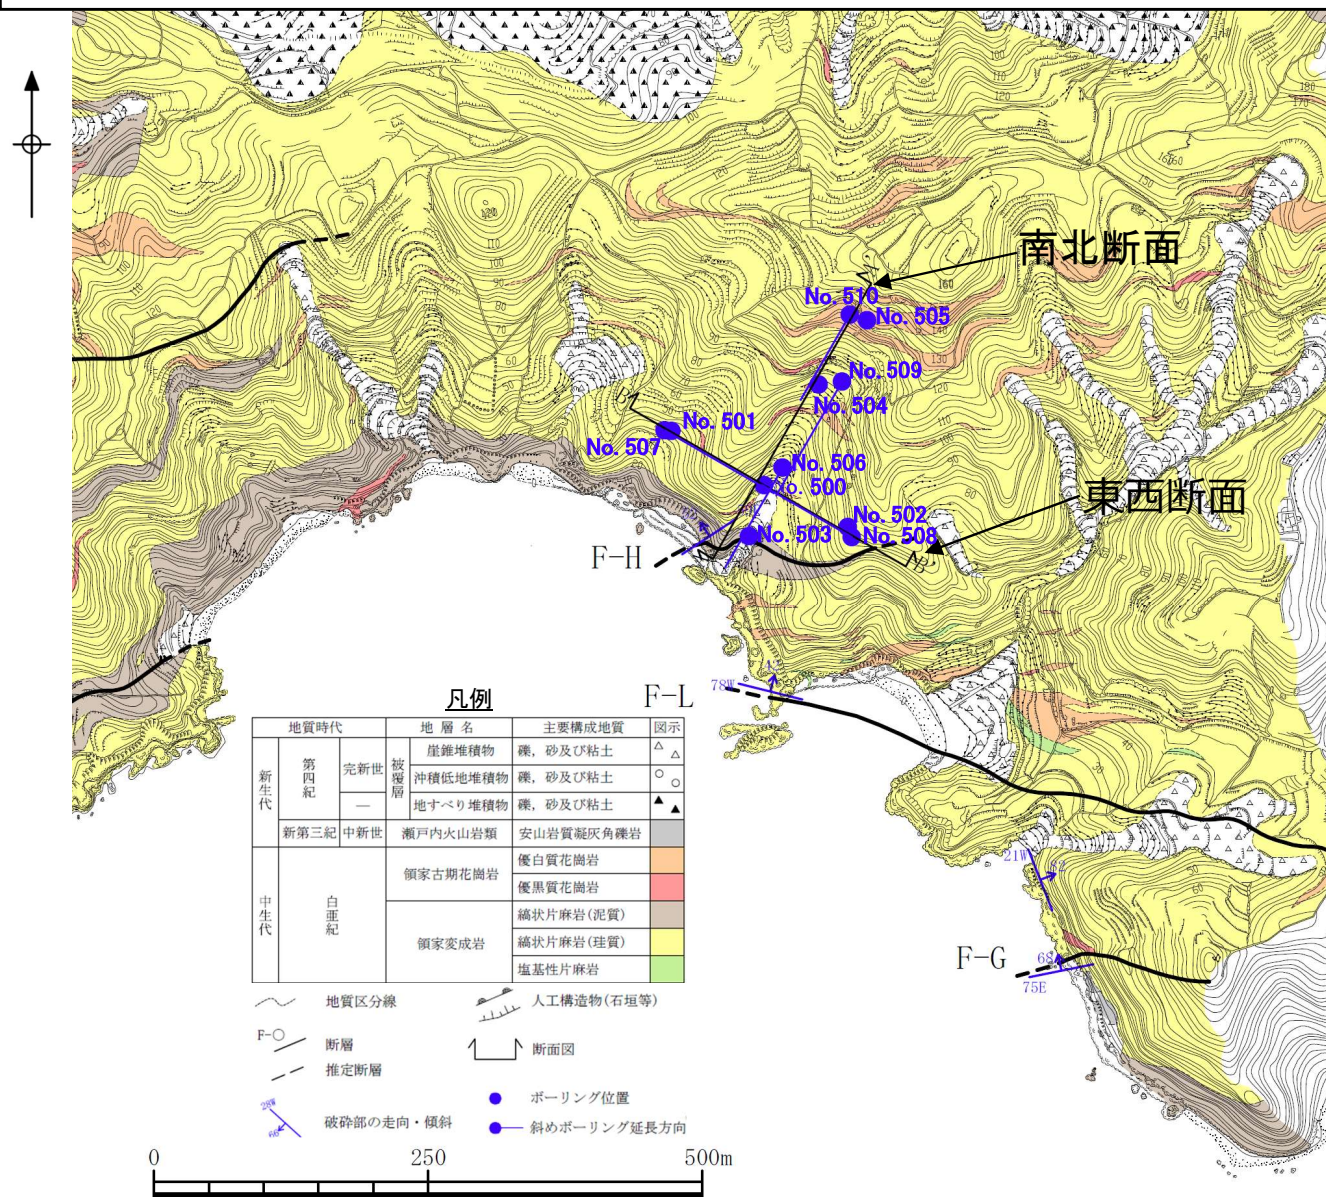 南北断面
No. 510
No. 505
No. 509
No. 504
No. 501
No. 507
No. 506
No. 500
東西断面
No. 502
No. 503
No. 508
F-H
F-L
78W
21W
F-G
68
75E
凡例
地質時代 地層名 主要構成地質 図示
新生代 第四紀 完新世 被覆層 崖錐堆積物 礫，砂及び粘土
沖積低地堆積物 礫，砂及び粘土
― 地すべり堆積物 礫，砂及び粘土
新第三紀 中新世 瀬戸内火山岩類 安山岩質凝灰角礫岩
中生代 白亜紀 領家古期花崗岩 優白質花崗岩
優黒質花崗岩
領家変成岩 縞状片麻岩(泥質)
縞状片麻岩(珪質)
塩基性片麻岩
地質区分線
人工構造物(石垣等)
F-○
断層
断面図
推定断層
ボーリング位置
28W
破砕部の走向・傾斜
斜めボーリング延長方向
0 250 500m